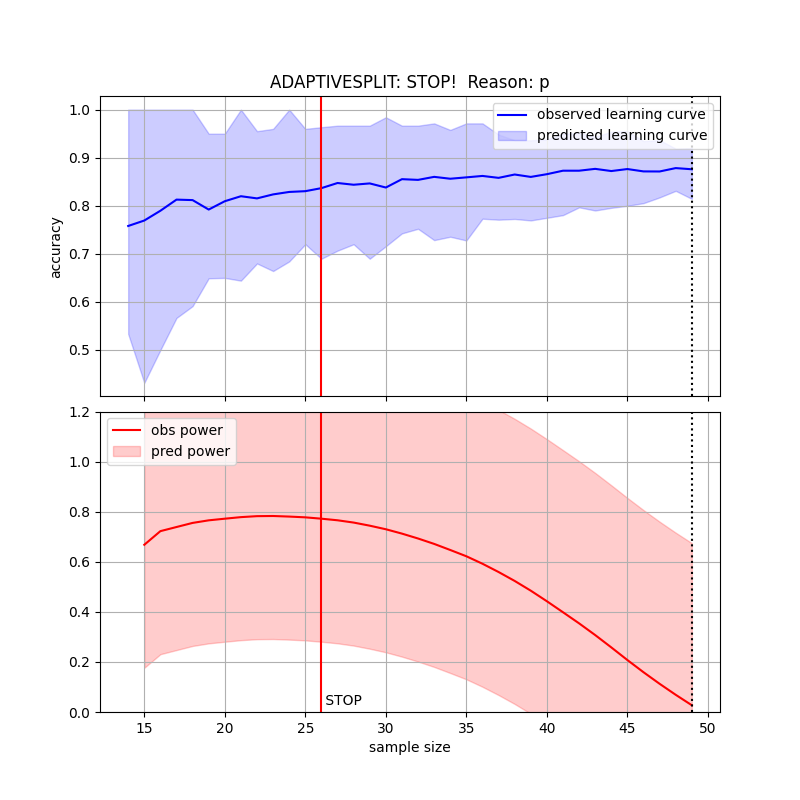 ADAPTIVESPLIT: STOP!  Reason: p
observed learning curve
predicted learning curve
1.0
0.9
0.8
0.7
0.6
0.5
accuracy
obs power
pred power
1.2
1.0
0.8
0.6
0.4
0.2
0.0
STOP
15 20 25 30 35 40 45 50
sample size